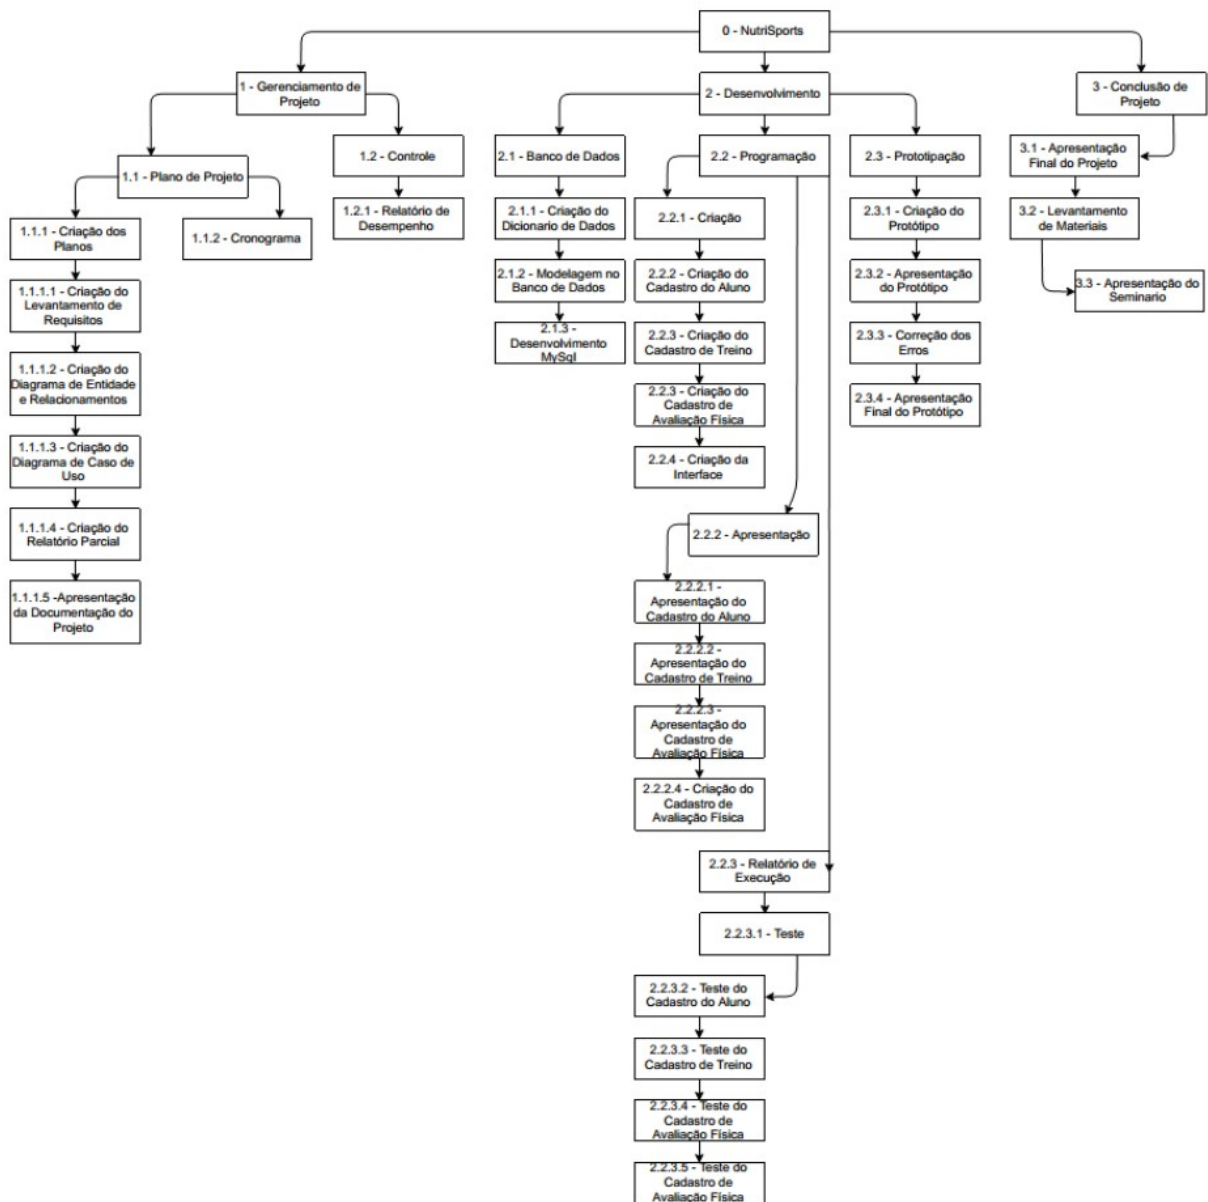 0 - NutriSports
1 - Gerenciamento de
Projeto
2 - Desenvolvimento
3 - Conclusão de
Projeto
1.1 - Plano de Projeto
1.2 - Controle
1.2.1 - Relatório de
Desempenho
1.1.1 - Criação dos
Planos
1.1.2 - Cronograma
1.1.1.1 - Criação do
Levantamento de
Requisitos
1.1.1.2 - Criação do
Diagrama de Entidade
e Relacionamentos
1.1.1.3 - Criação do
Diagrama de Caso de
Uso
1.1.1.4 - Criação do
Relatório Parcial
1.1.1.5 -Apresentação
da Documentação do
Projeto
2.1 - Banco de Dados
2.1.1 - Criação do
Dicionario de Dados
2.1.2 - Modelagem no
Banco de Dados
2.1.3 -
Desenvolvimento
MySql
2.2 - Programação
2.2.1 - Criação
2.2.2 - Criação do
Cadastro do Aluno
2.2.3 - Criação do
Cadastro de Treino
2.2.3 - Criação do
Cadastro de
Avaliação Física
2.2.4 - Criação da
Interface
2.2.2 - Apresentação
2.2.2.1 -
Apresentação do
Cadastro do Aluno
2.2.2.2 -
Apresentação do
Cadastro de Treino
2.2.2.3 -
Apresentação do
Cadastro de
Avaliação Física
2.2.2.4 - Criação do
Cadastro de
Avaliação Física
2.2.3 - Relatório de
Execução
2.2.3.1 - Teste
2.2.3.2 - Teste do
Cadastro do Aluno
2.2.3.3 - Teste do
Cadastro de Treino
2.2.3.4 - Teste do
Cadastro de
Avaliação Física
2.2.3.5 - Teste do
Cadastro de
Avaliação Física
2.3 - Prototipação
2.3.1 - Criação do
Protótipo
2.3.2 - Apresentação
do Protótipo
2.3.3 - Correção dos
Erros
2.3.4 - Apresentação
Final do Protótipo
3.1 - Apresentação
Final do Projeto
3.2 - Levantamento
de Materiais
3.3 - Apresentação do
Seminario